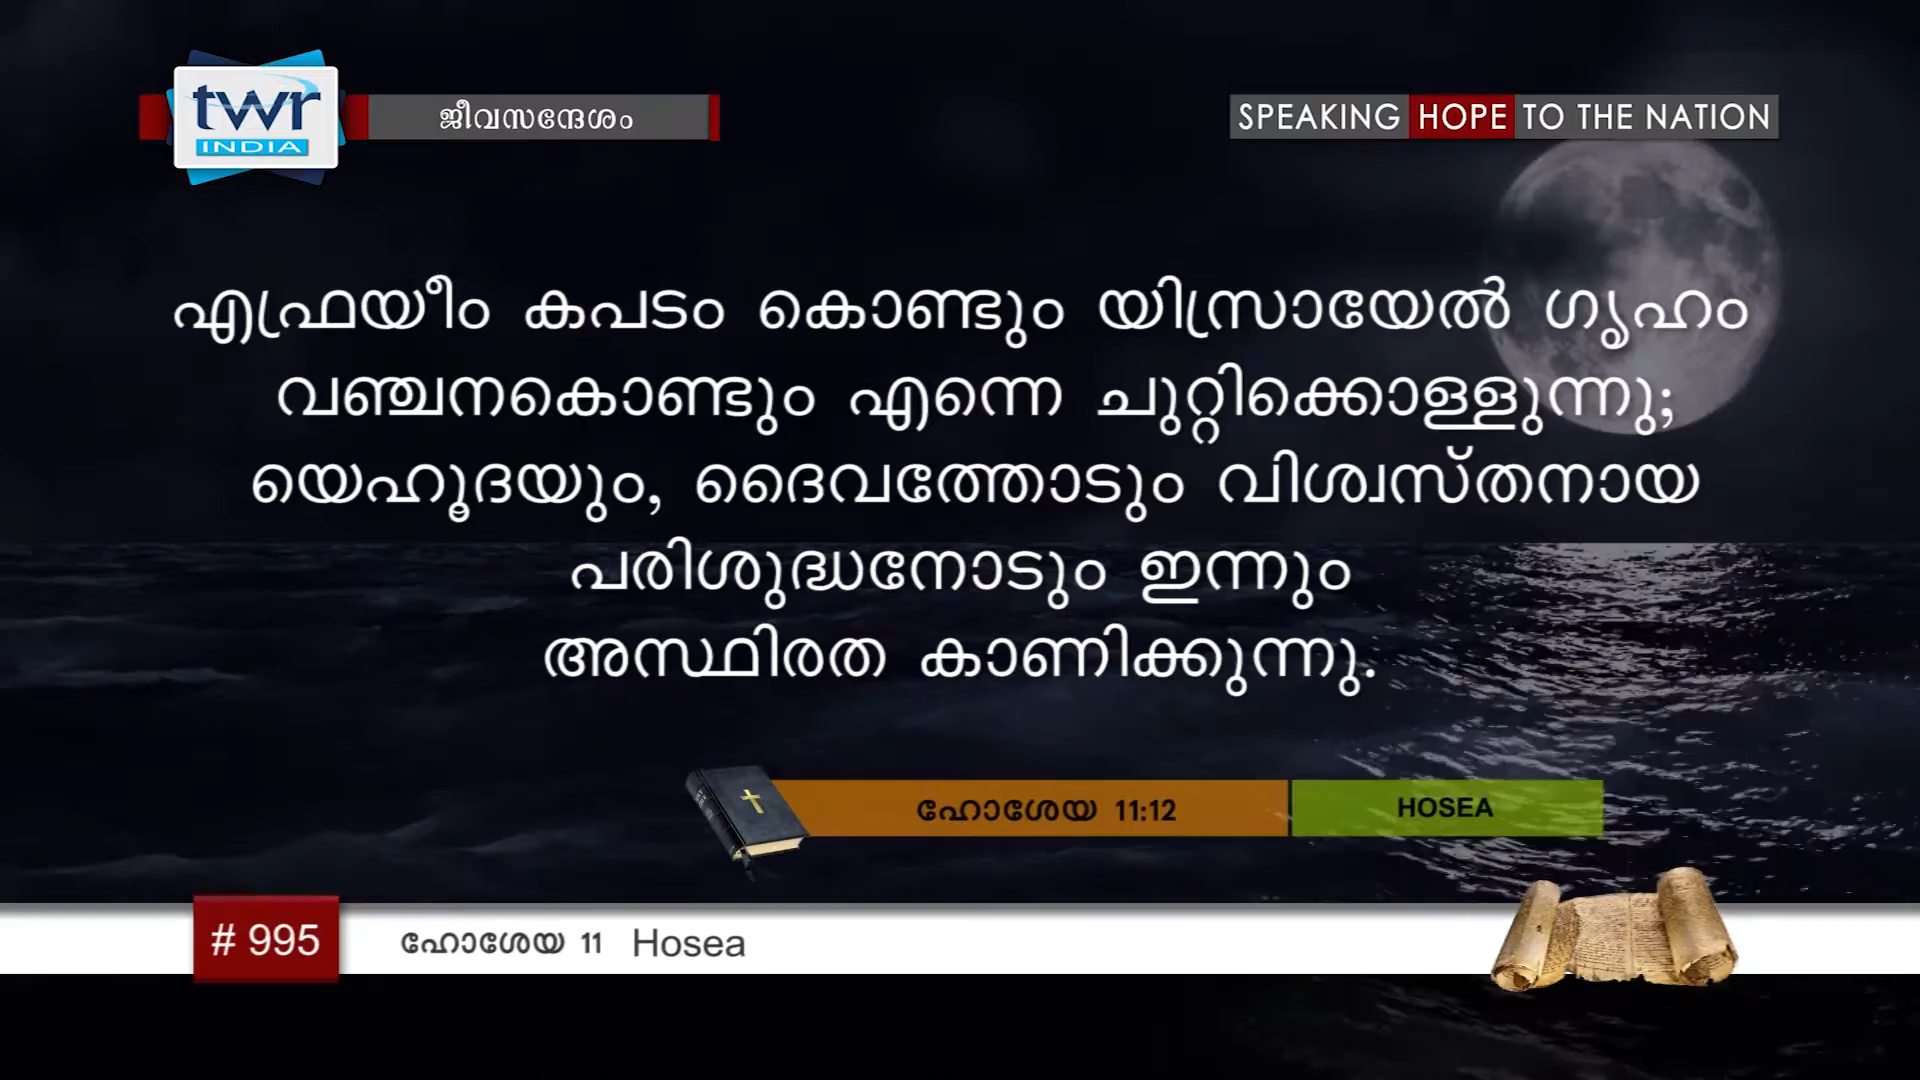 twr
INDIA
ജീവസന്ദേശം
SPEAKING HOPE TO THE NATION
എഫ്രയീം കപടം കൊണ്ടും യിസ്രായേൽ ഗൃഹം
വഞ്ചനകൊണ്ടും എന്നെ ചുറ്റിക്കൊള്ളുന്നു;
യെഹൂദയും, ദൈവത്തോടും വിശ്വസ്തനായ
പരിശുദ്ധനോടും ഇന്നും
അസ്ഥിരത കാണിക്കുന്നു.
ഹോശേയ 11:12
HOSEA
# 995
ഹോശേയ 11 Hosea